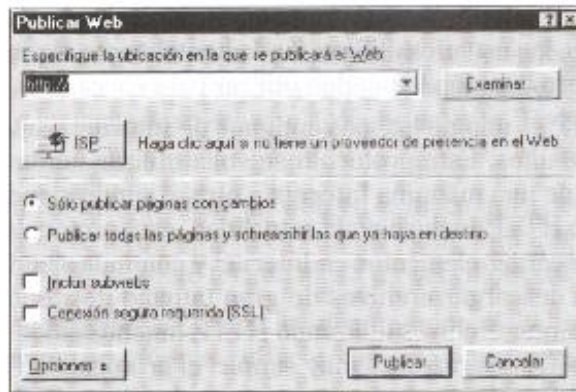 Publicar Web
Especifique la ubicación en la que se publicará el Web:
http://
Examinar
ISP
Haga clic aquí si no tiene un proveedor de presencia en el Web
Sólo publicar páginas con cambios
Publicar todas las páginas y sobrescribir las que ya haya en destino
Incluir subwebs
Conexión segura requerida (SSL)
Opciones
Publicar
Cancelar